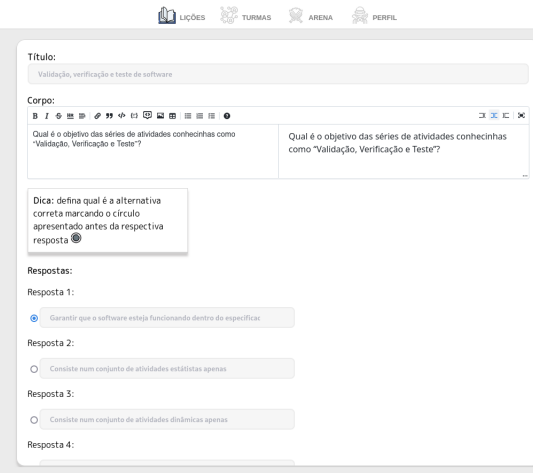 LIÇÕES TURMAS ARENA PERFIL
Título:
Validação, verificação e teste de software
Corpo:
Qual é o objetivo das séries de atividades conhecinhas como
“Validação, Verificação e Teste”?
Qual é o objetivo das séries de atividades conhecinhas
como “Validação, Verificação e Teste”?
Dica: defina qual é a alternativa
correta marcando o círculo
apresentado antes da respectiva
resposta
Respostas:
Resposta 1:
Garantir que o software esteja funcionando dentro do especificac
Resposta 2:
Consiste num conjunto de atividades estátistas apenas
Resposta 3:
Consiste num conjunto de atividades dinâmicas apenas
Resposta 4: